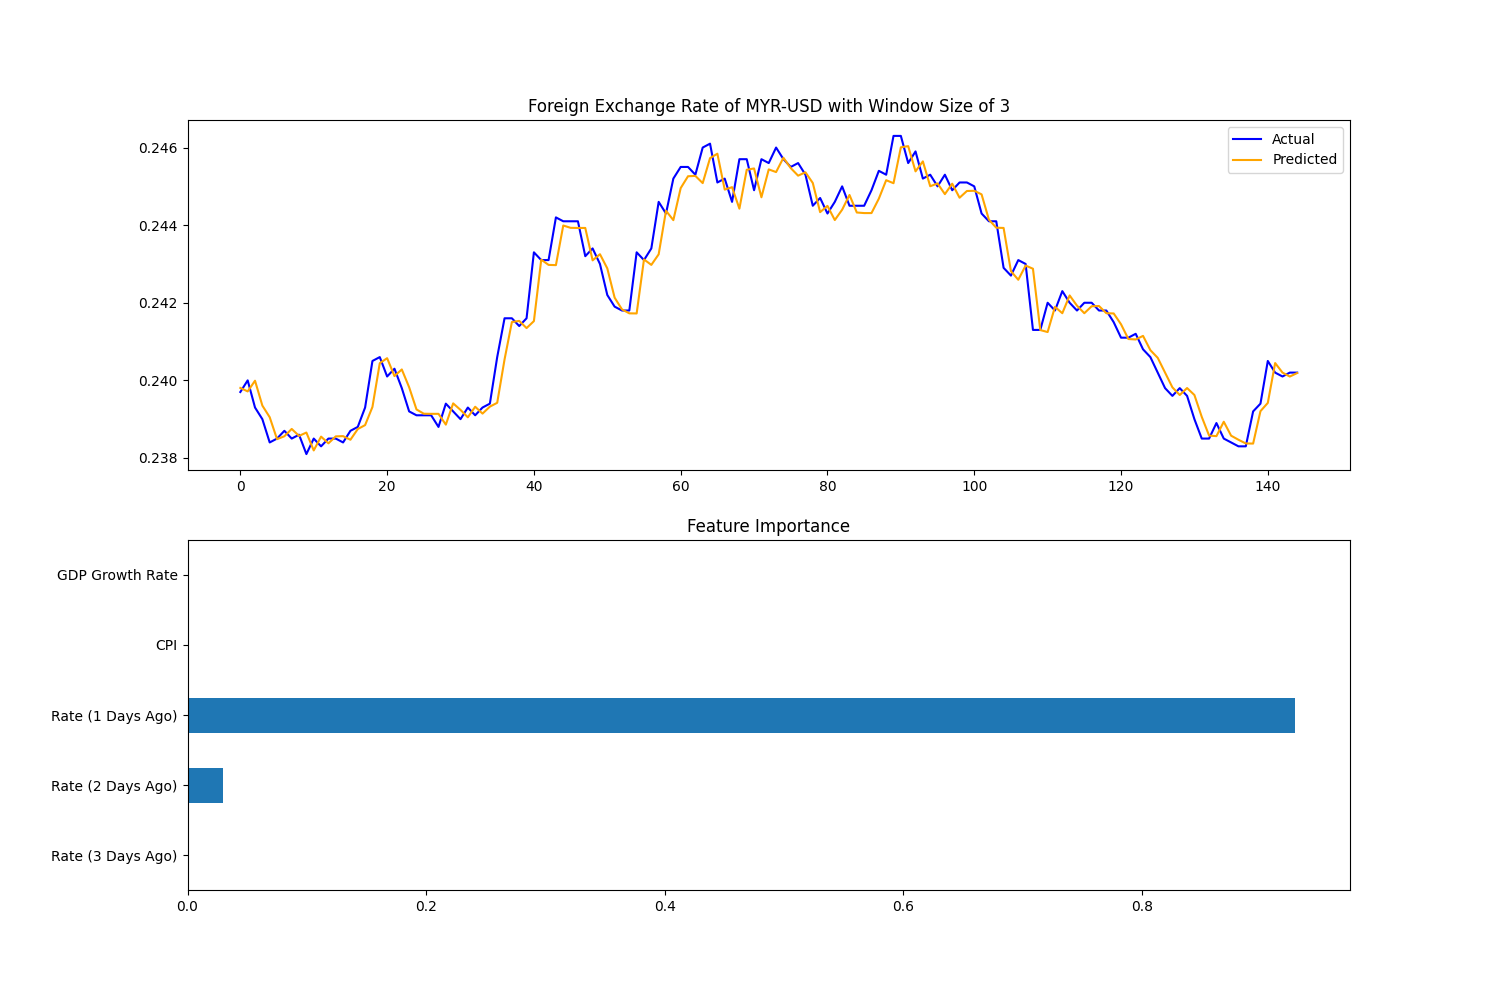 Foreign Exchange Rate of MYR-USD with Window Size of 3
Actual
Predicted
0.246
0.244
0.242
0.240
0.238
0 20 40 60 80 100 120 140
Feature Importance
GDP Growth Rate
CPI
Rate (1 Days Ago)
Rate (2 Days Ago)
Rate (3 Days Ago)
0.0 0.2 0.4 0.6 0.8